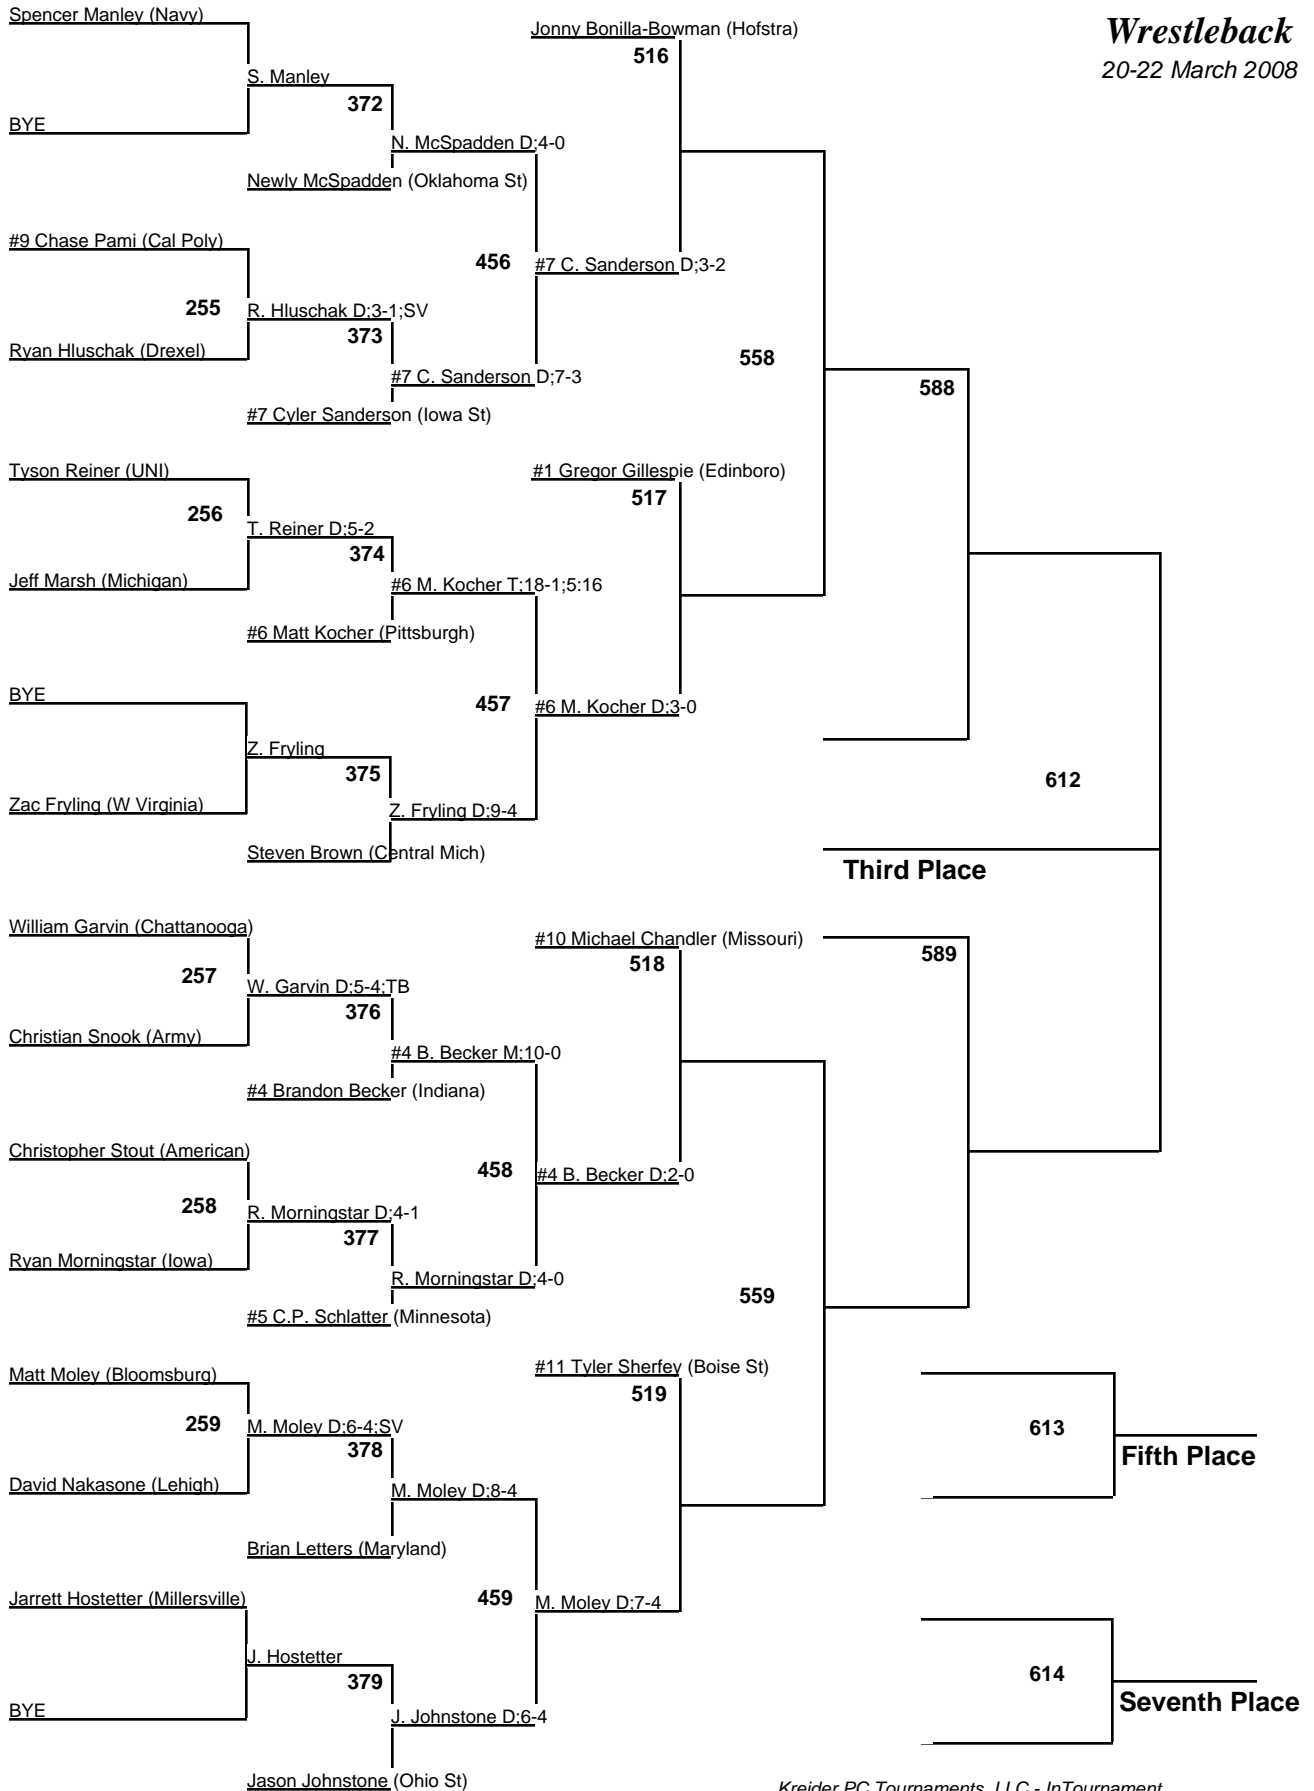 Spencer Manley (Navy)
Jonny Bonilla-Bowman (Hofstra)
Wrestleback
20-22 March 2008
516
S. Manley
372
BYE
N. McSpadden D;4-0
Newly McSpadden (Oklahoma St)
#9 Chase Pami (Cal Poly)
456
#7 C. Sanderson D;3-2
255
R. Hluschak D;3-1;SV
373
Ryan Hluschak (Drexel)
558
#7 C. Sanderson D;7-3
588
#7 Cyler Sanderson (Iowa St)
Tyson Reiner (UNI)
#1 Gregor Gillespie (Edinboro)
517
256
T. Reiner D;5-2
374
Jeff Marsh (Michigan)
#6 M. Kocher T;18-1;5:16
#6 Matt Kocher (Pittsburgh)
BYE
457
#6 M. Kocher D;3-0
Z. Fryling
375
612
Zac Fryling (W Virginia)
Z. Fryling D;9-4
Steven Brown (Central Mich)
Third Place
William Garvin (Chattanooga)
#10 Michael Chandler (Missouri)
518
589
257
W. Garvin D;5-4;TB
376
Christian Snook (Army)
#4 B. Becker M;10-0
#4 Brandon Becker (Indiana)
Christopher Stout (American)
458
#4 B. Becker D;2-0
258
R. Morningstar D;4-1
377
Ryan Morningstar (Iowa)
R. Morningstar D;4-0
559
#5 C.P. Schlatter (Minnesota)
Matt Moley (Bloomsburg)
#11 Tyler Sherfey (Boise St)
519
259
M. Moley D;6-4;SV
378
613
Fifth Place
David Nakasone (Lehigh)
M. Moley D;8-4
Brian Letters (Maryland)
Jarrett Hostetter (Millersville)
459
M. Moley D;7-4
J. Hostetter
379
614
Seventh Place
BYE
J. Johnstone D;6-4
Jason Johnstone (Ohio St)
Kreider PC Tournaments, LLC - InTournament